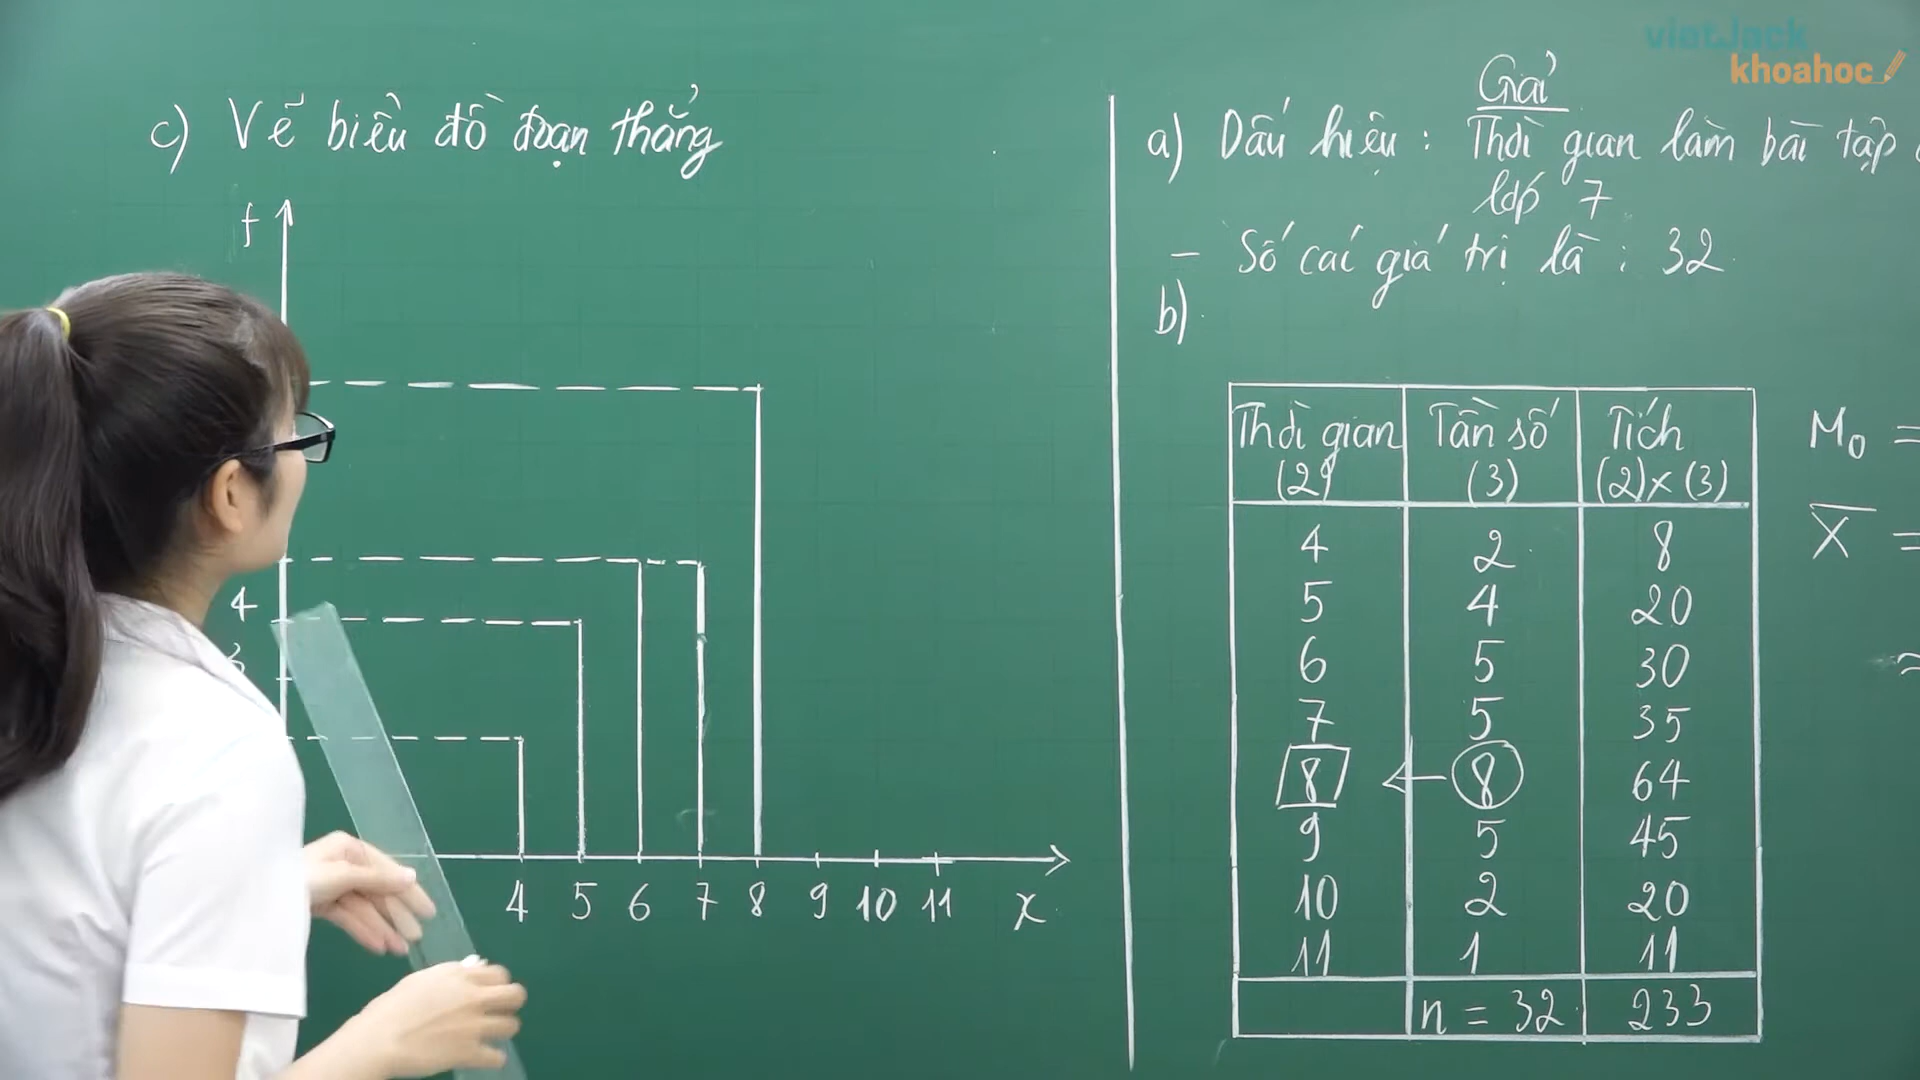 vietJack
khoahoc
c) Vẽ biểu đồ đoạn thẳng
f
4
3
4 5 6 7 8 9 10 11 x
Giải
a) Dấu hiệu : Thời gian làm bài tập
lớp 7
- Số các giá trị là : 32
b)
Thời gian Tần số Tích
(2) (3) (2)x(3)
4 2 8
5 4 20
6 5 30
7 5 35
8 ← 8 64
9 5 45
10 2 20
11 1 11
n = 32 233
M₀ =
X̄ =
≈